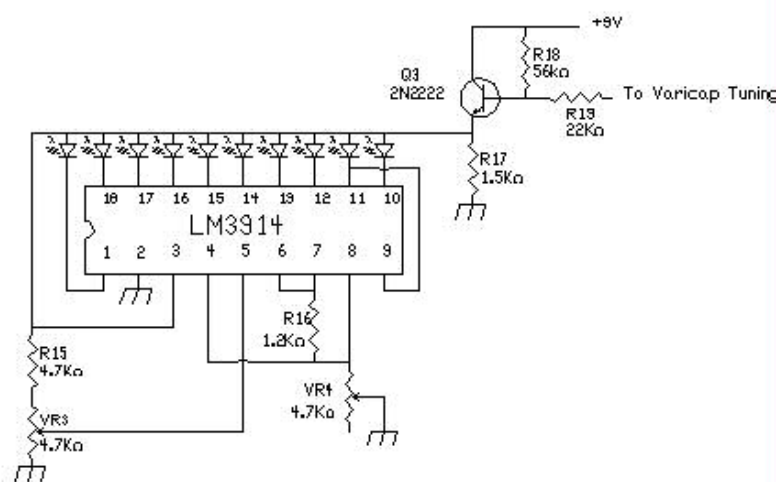 +9V
R18
56kΩ
Q3
2N2222
To Varicap Tuning
R19
22KΩ
R17
1.5KΩ
18 17 16 15 14 13 12 11 10
LM3914
1 2 3 4 5 6 7 8 9
R16
1.2KΩ
R15
4.7KΩ
VR4
4.7KΩ
VR3
4.7KΩ